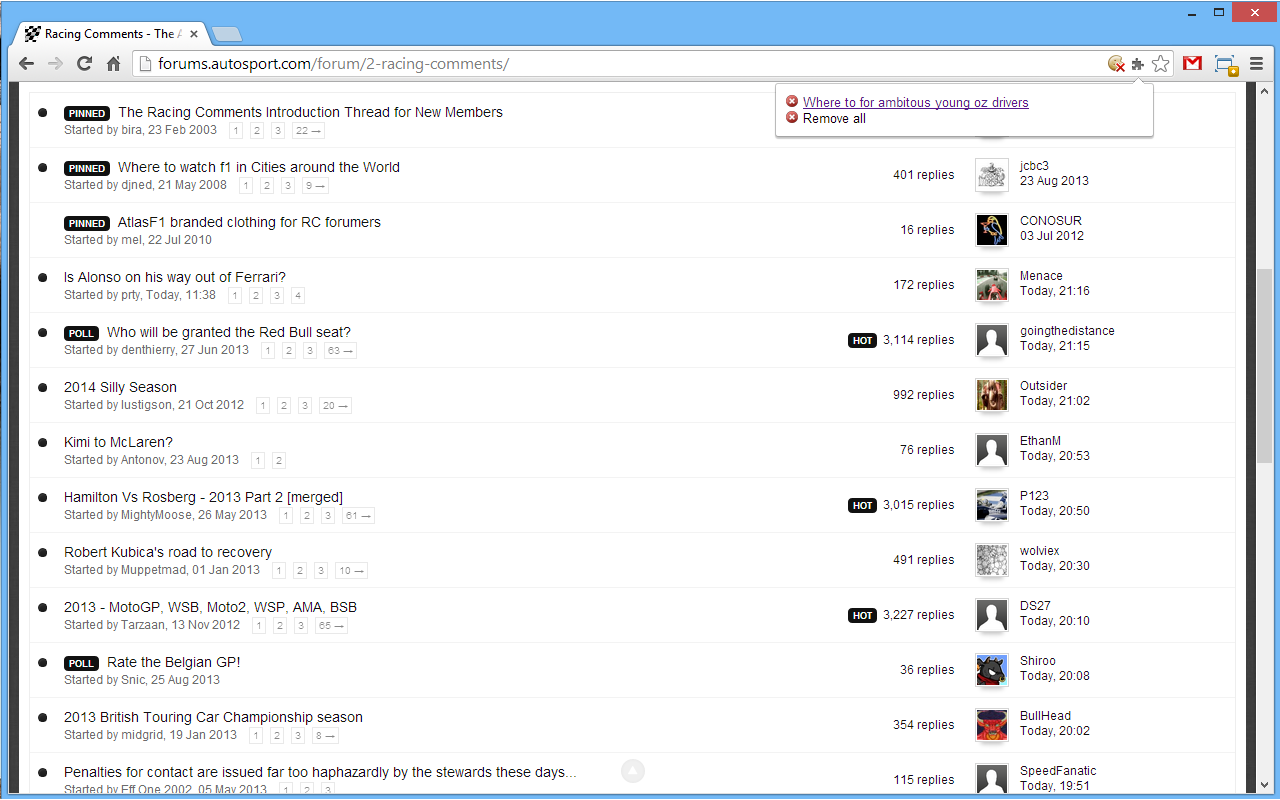 Racing Comments - The A
forums.autosport.com/forum/2-racing-comments/
Where to for ambitous young oz drivers
Remove all
PINNED The Racing Comments Introduction Thread for New Members
Started by bira, 23 Feb 2003 1 2 3 22 →
PINNED Where to watch f1 in Cities around the World
Started by djned, 21 May 2008 1 2 3 9 →
401 replies
jcbc3
23 Aug 2013
PINNED AtlasF1 branded clothing for RC forumers
Started by mel, 22 Jul 2010
16 replies
CONOSUR
03 Jul 2012
Is Alonso on his way out of Ferrari?
Started by prty, Today, 11:38 1 2 3 4
172 replies
Menace
Today, 21:16
POLL Who will be granted the Red Bull seat?
Started by denthierry, 27 Jun 2013 1 2 3 63 →
HOT 3,114 replies
goingthedistance
Today, 21:15
2014 Silly Season
Started by lustigson, 21 Oct 2012 1 2 3 20 →
992 replies
Outsider
Today, 21:02
Kimi to McLaren?
Started by Antonov, 23 Aug 2013 1 2
76 replies
EthanM
Today, 20:53
Hamilton Vs Rosberg - 2013 Part 2 [merged]
Started by MightyMoose, 26 May 2013 1 2 3 61 →
HOT 3,015 replies
P123
Today, 20:50
Robert Kubica's road to recovery
Started by Muppetmad, 01 Jan 2013 1 2 3 10 →
491 replies
wolviex
Today, 20:30
2013 - MotoGP, WSB, Moto2, WSP, AMA, BSB
Started by Tarzaan, 13 Nov 2012 1 2 3 65 →
HOT 3,227 replies
DS27
Today, 20:10
POLL Rate the Belgian GP!
Started by Snic, 25 Aug 2013
36 replies
Shiroo
Today, 20:08
2013 British Touring Car Championship season
Started by midgrid, 19 Jan 2013 1 2 3 8 →
354 replies
BullHead
Today, 20:02
Penalties for contact are issued far too haphazardly by the stewards these days...
Started by Eff One 2002, 05 May 2013 1 2 3
115 replies
SpeedFanatic
Today, 19:51